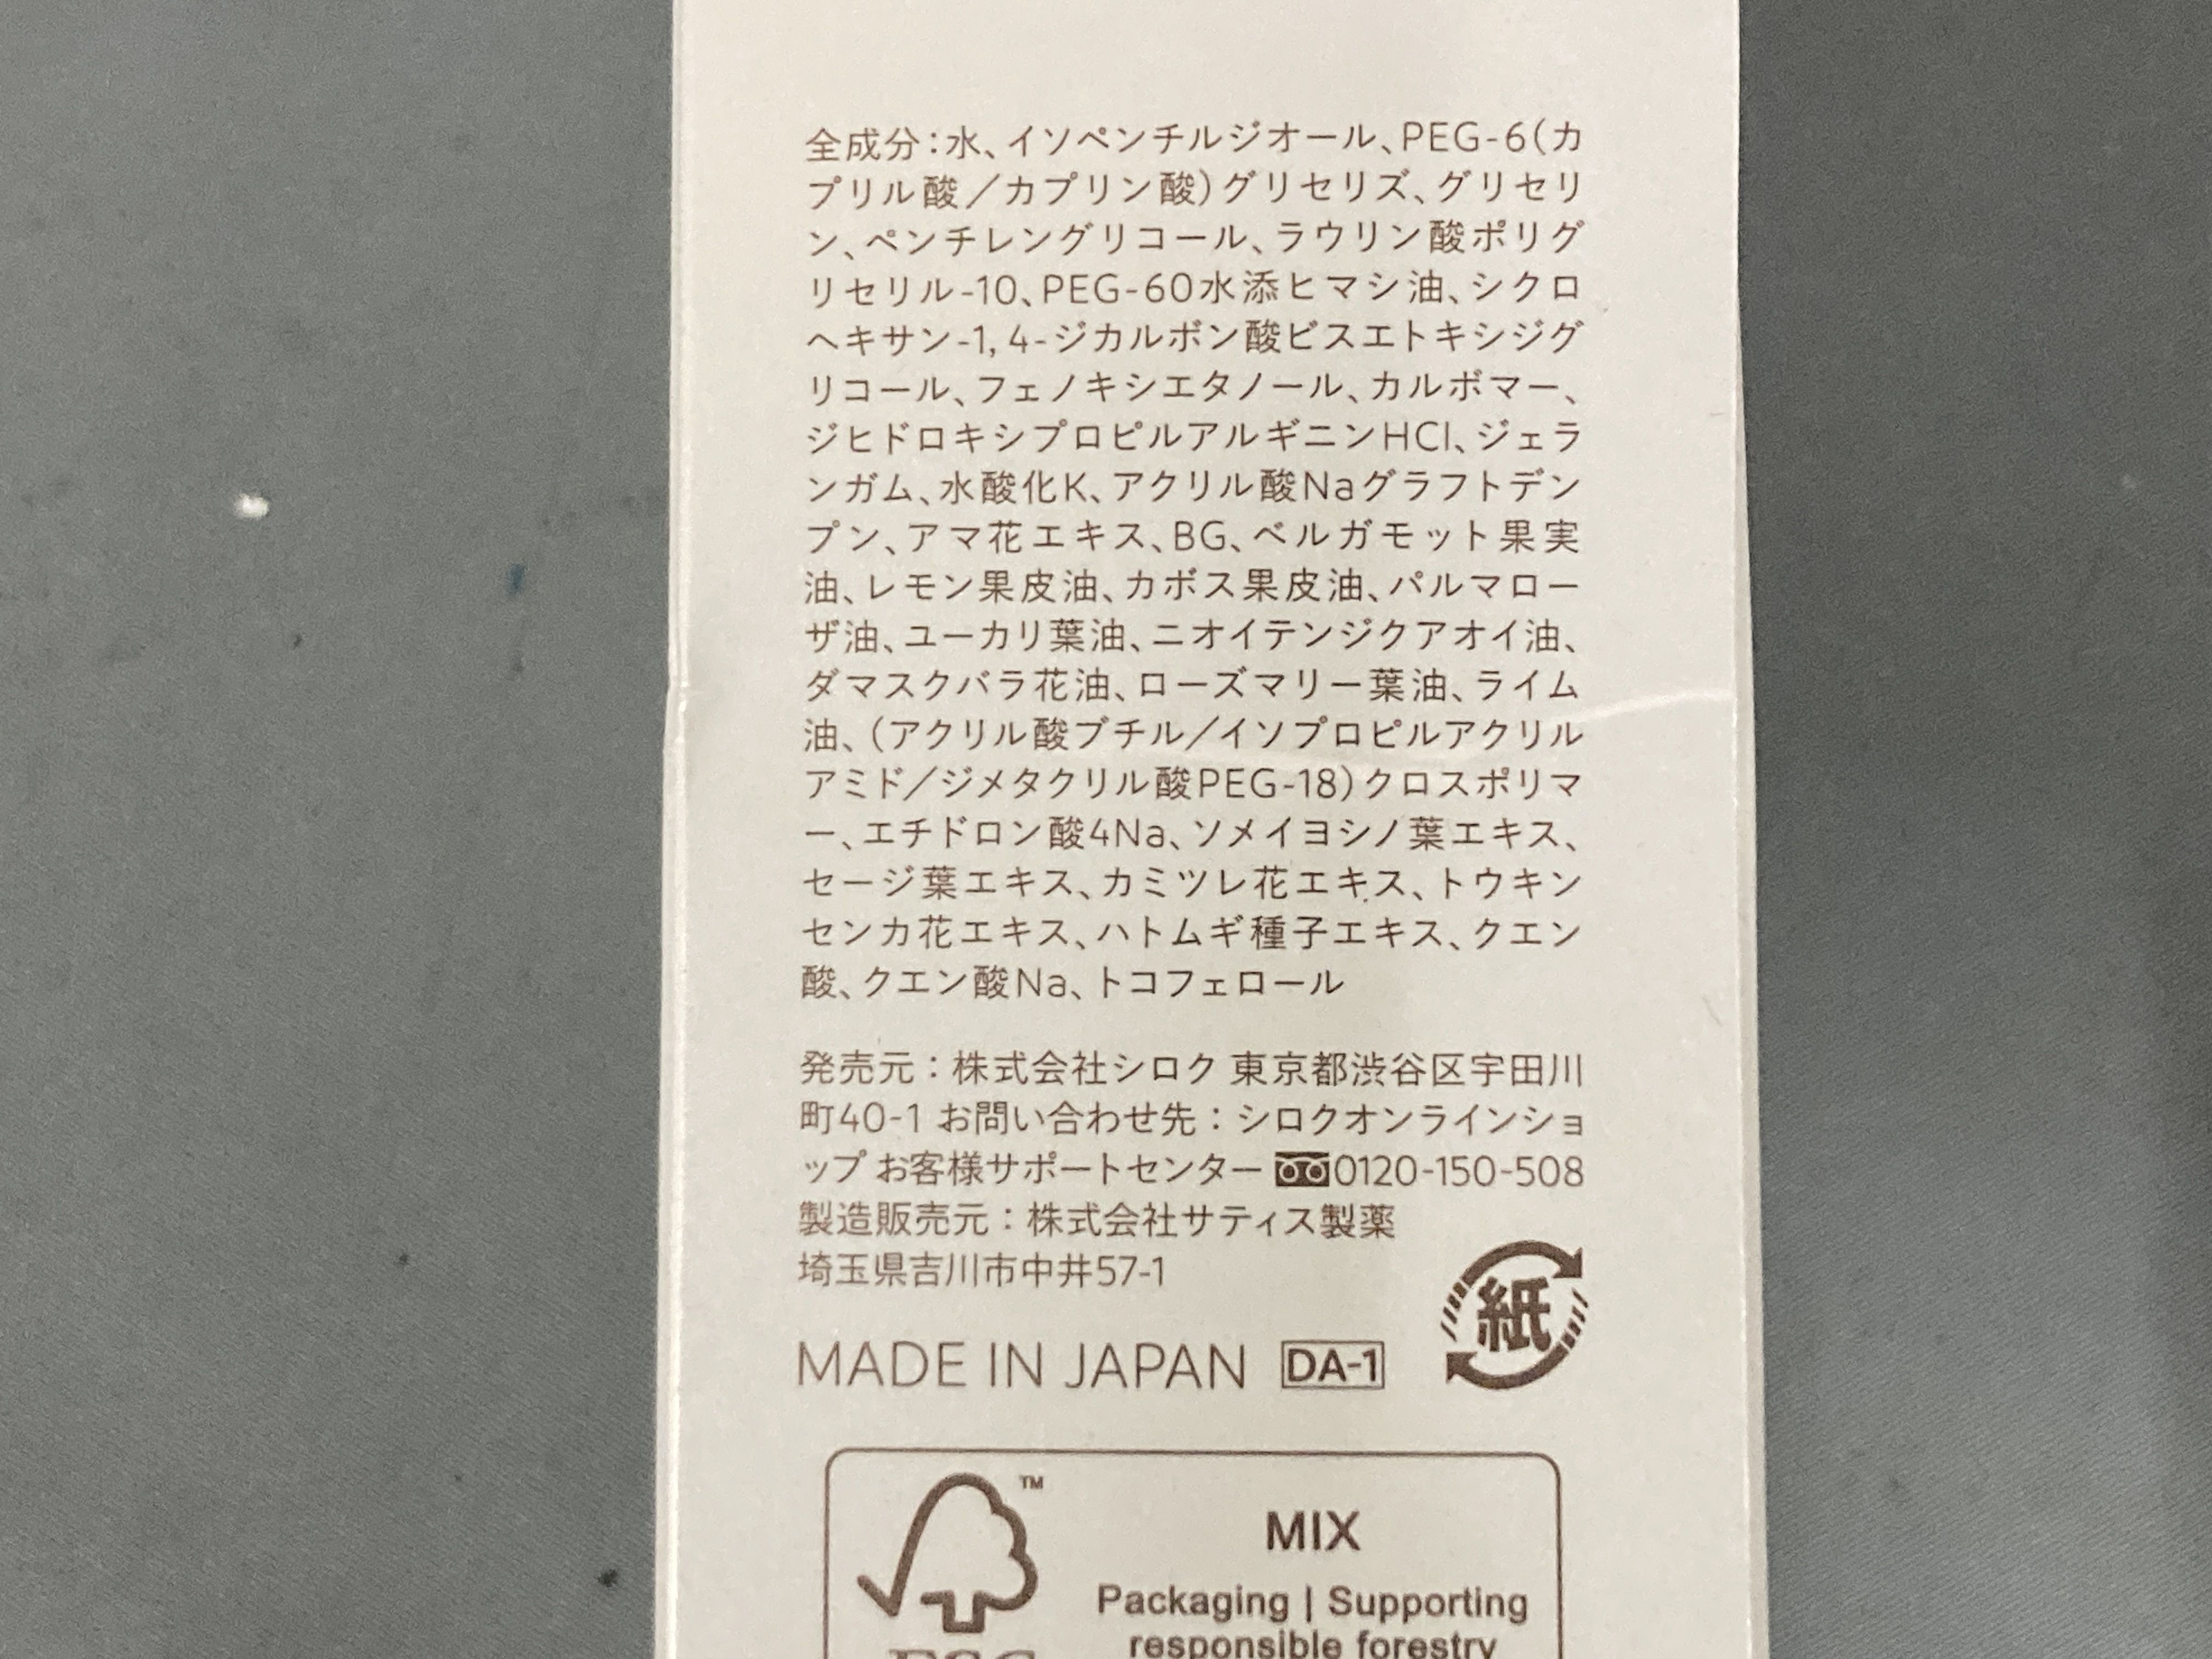 全成分：水、イソペンチルジオール、PEG-6(カ
プリル酸／カプリン酸)グリセリズ、グリセリ
ン、ペンチレングリコール、ラウリン酸ポリグ
リセリル-10、PEG-60水添ヒマシ油、シクロ
ヘキサン-1, 4-ジカルボン酸ビスエトキシジグ
リコール、フェノキシエタノール、カルボマー、
ジヒドロキシプロピルアルギニンHCl、ジェラ
ンガム、水酸化K、アクリル酸Naグラフトデン
プン、アマ花エキス、BG、ベルガモット果実
油、レモン果皮油、カボス果皮油、パルマロー
ザ油、ユーカリ葉油、ニオイテンジクアオイ油、
ダマスクバラ花油、ローズマリー葉油、ライム
油、(アクリル酸ブチル／イソプロピルアクリル
アミド／ジメタクリル酸PEG-18)クロスポリマ
ー、エチドロン酸4Na、ソメイヨシノ葉エキス、
セージ葉エキス、カミツレ花エキス、トウキン
センカ花エキス、ハトムギ種子エキス、クエン
酸、クエン酸Na、トコフェロール
発売元：株式会社シロク 東京都渋谷区宇田川
町40-1 お問い合わせ先：シロクオンラインショ
ップ お客様サポートセンター 0120-150-508
製造販売元：株式会社サティス製薬
埼玉県吉川市中井57-1
紙
MADE IN JAPAN DA-1
TM
MIX
Packaging | Supporting
responsible forestry
FSC